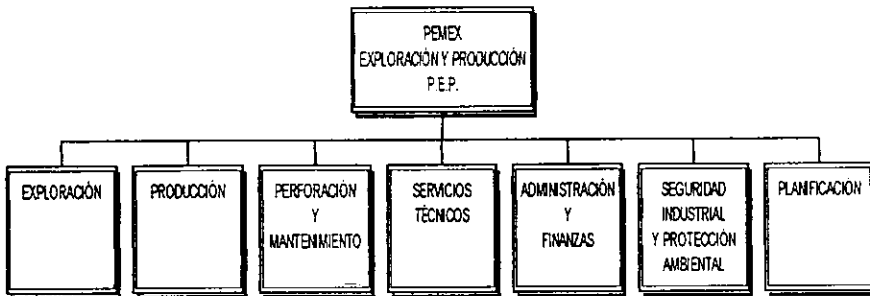 PEMEX
EXPLORACIÓN Y PRODUCCIÓN
P.E.P.
EXPLORACIÓN
PRODUCCIÓN
PERFORACIÓN
Y
MANTENIMIENTO
SERVICIOS
TÉCNICOS
ADMINISTRACIÓN
Y
FINANZAS
SEGURIDAD
INDUSTRIAL
Y PROTECCIÓN
AMBIENTAL
PLANIFICACIÓN